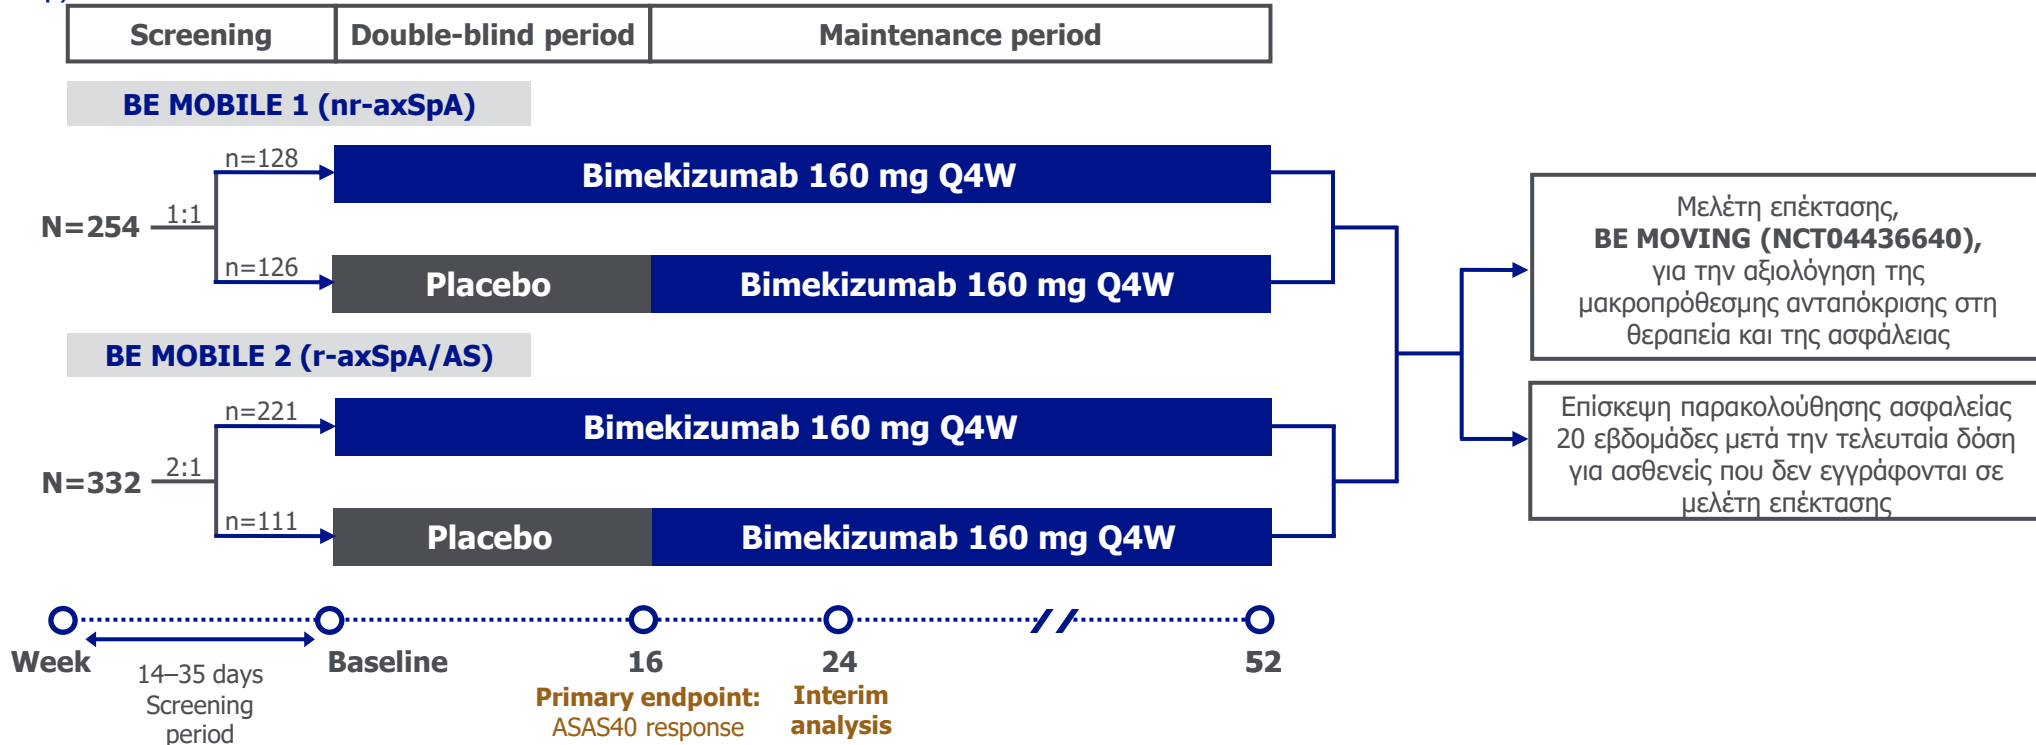 Screening
Double-blind period
Maintenance period
BE MOBILE 1 (nr-axSpA)
N=254
1:1
n=128
Bimekizumab 160 mg Q4W
n=126
Placebo
Bimekizumab 160 mg Q4W
BE MOBILE 2 (r-axSpA/AS)
N=332
2:1
n=221
Bimekizumab 160 mg Q4W
n=111
Placebo
Bimekizumab 160 mg Q4W
Μελέτη επέκτασης,
BE MOVING (NCT04436640),
για την αξιολόγηση της
μακροπρόθεσμης ανταπόκρισης στη
θεραπεία και της ασφάλειας
Επίσκεψη παρακολούθησης ασφαλείας
20 εβδομάδες μετά την τελευταία δόση
για ασθενείς που δεν εγγράφονται σε
μελέτη επέκτασης
Week
14–35 days
Screening
period
Baseline
16
Primary endpoint:
ASAS40 response
24
Interim
analysis
52